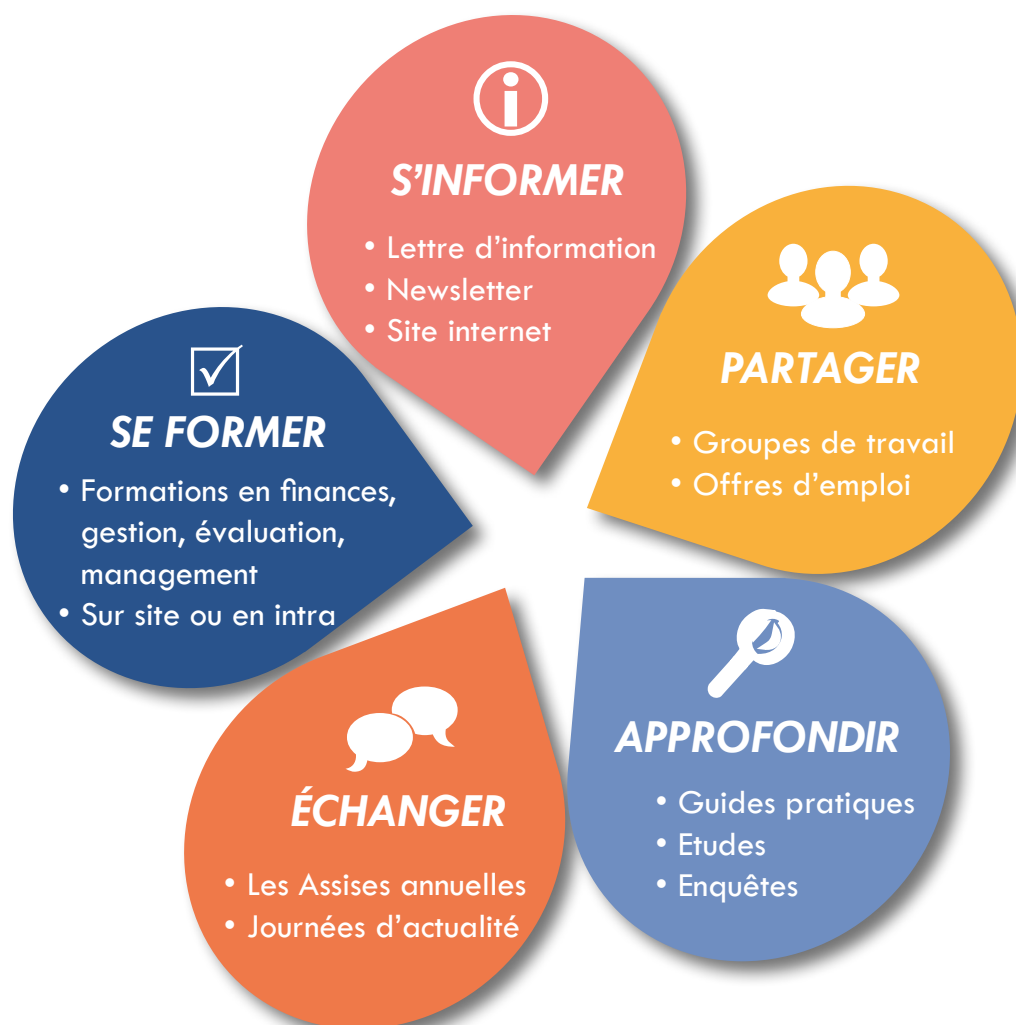 S'INFORMER
• Lettre d'information
• Newsletter
• Site internet
PARTAGER
• Groupes de travail
• Offres d'emploi
APPROFONDIR
• Guides pratiques
• Etudes
• Enquêtes
ÉCHANGER
• Les Assises annuelles
• Journées d'actualité
SE FORMER
• Formations en finances,
gestion, évaluation,
management
• Sur site ou en intra